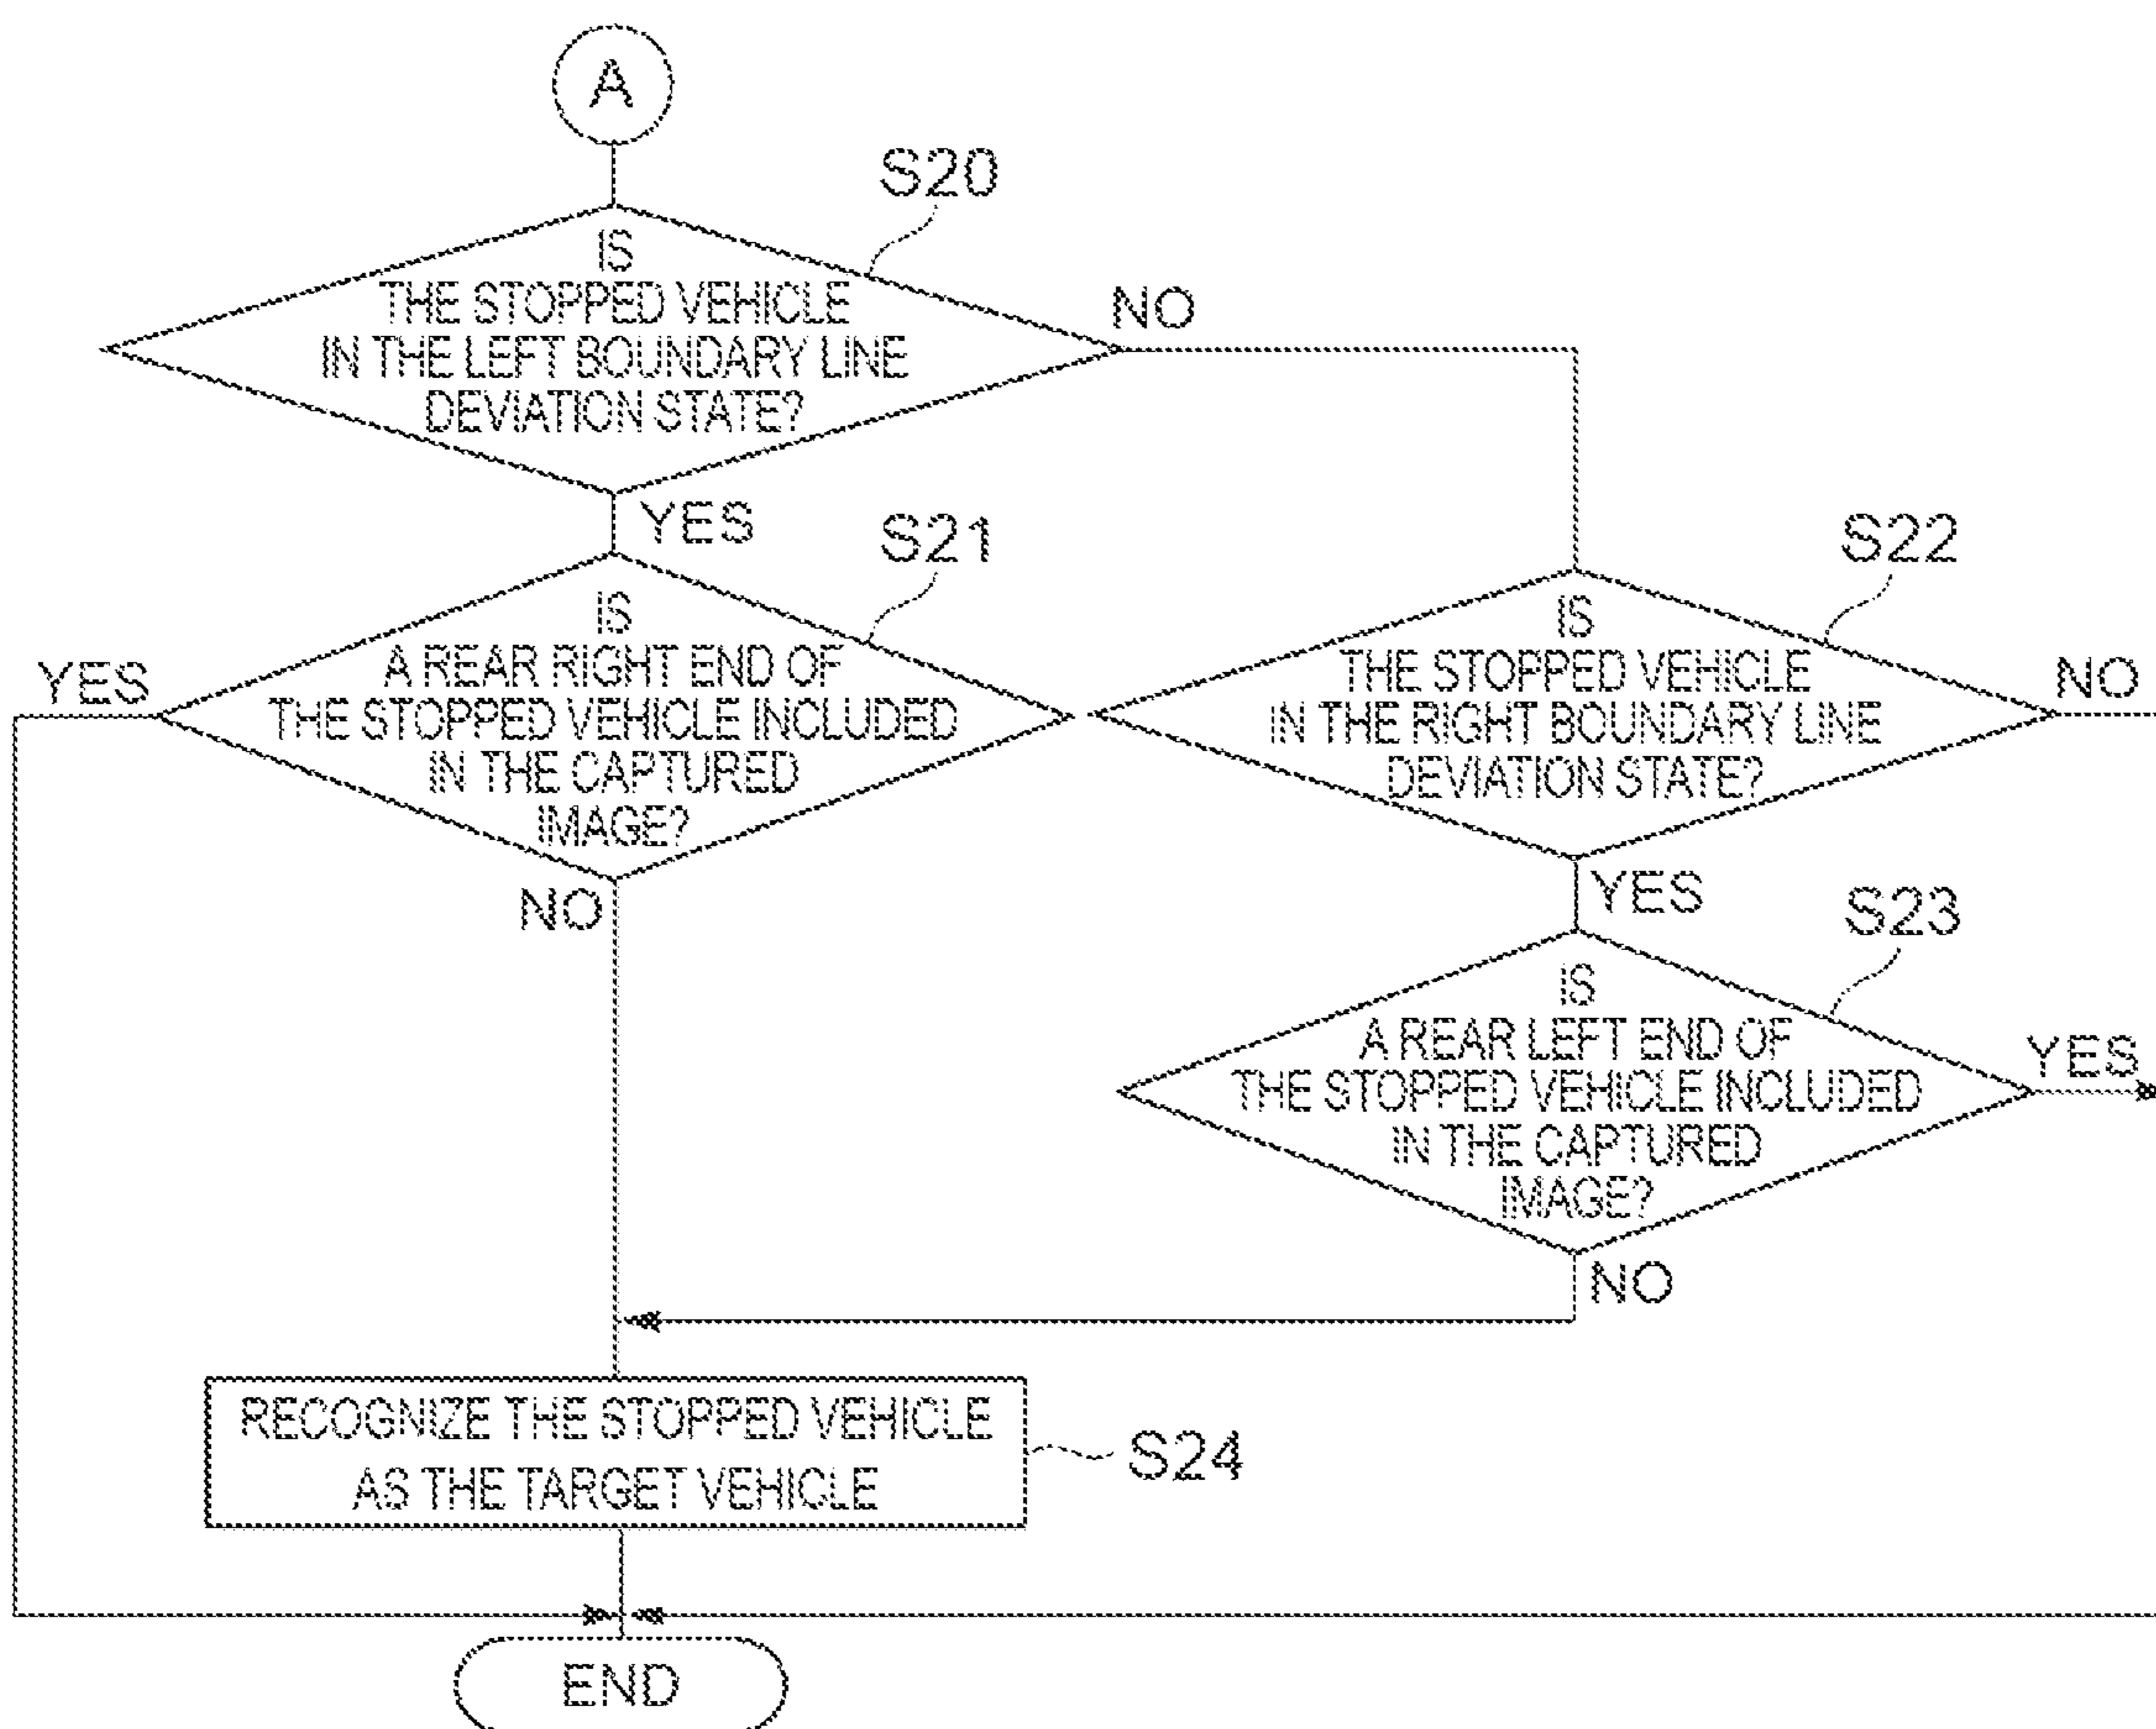 A
S20
IS
THE STOPPED VEHICLE
IN THE LEFT BOUNDARY LINE
DEVIATION STATE?
NO
YES
S21
IS
A REAR RIGHT END OF
THE STOPPED VEHICLE INCLUDED
IN THE CAPTURED
IMAGE?
YES
NO
S22
IS
THE STOPPED VEHICLE
IN THE RIGHT BOUNDARY LINE
DEVIATION STATE?
NO
YES
S23
IS
A REAR LEFT END OF
THE STOPPED VEHICLE INCLUDED
IN THE CAPTURED
IMAGE?
YES
NO
RECOGNIZE THE STOPPED VEHICLE
AS THE TARGET VEHICLE
S24
END